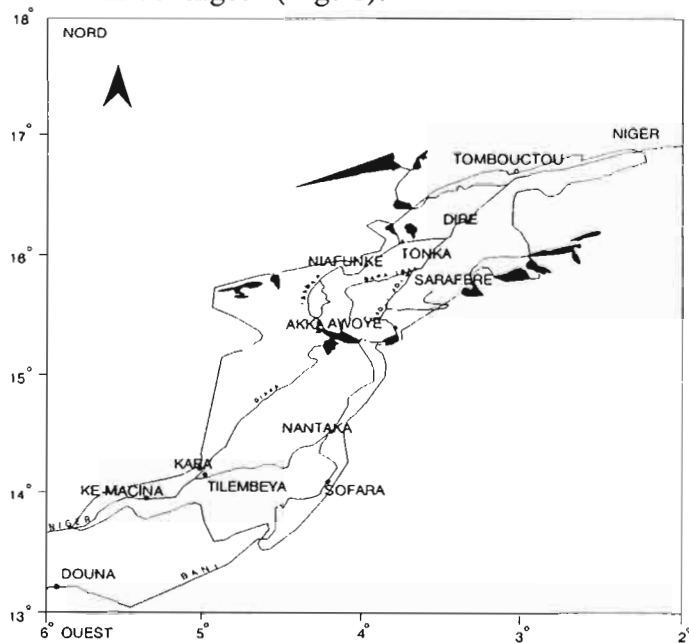 18°
NORD
17°
NIGER
TOMBOUCTOU
DIRE
16°
TONKA
NIAFUNKE
SARAFERE
AKKA AWOYE
15°
DIAKA
NANTAKA
KARA
KE MACINA
TILEMBEYA
SOFARA
14°
NIGER
BANI
DOUNA
13°
6° OUEST
5°
4°
3°
2°